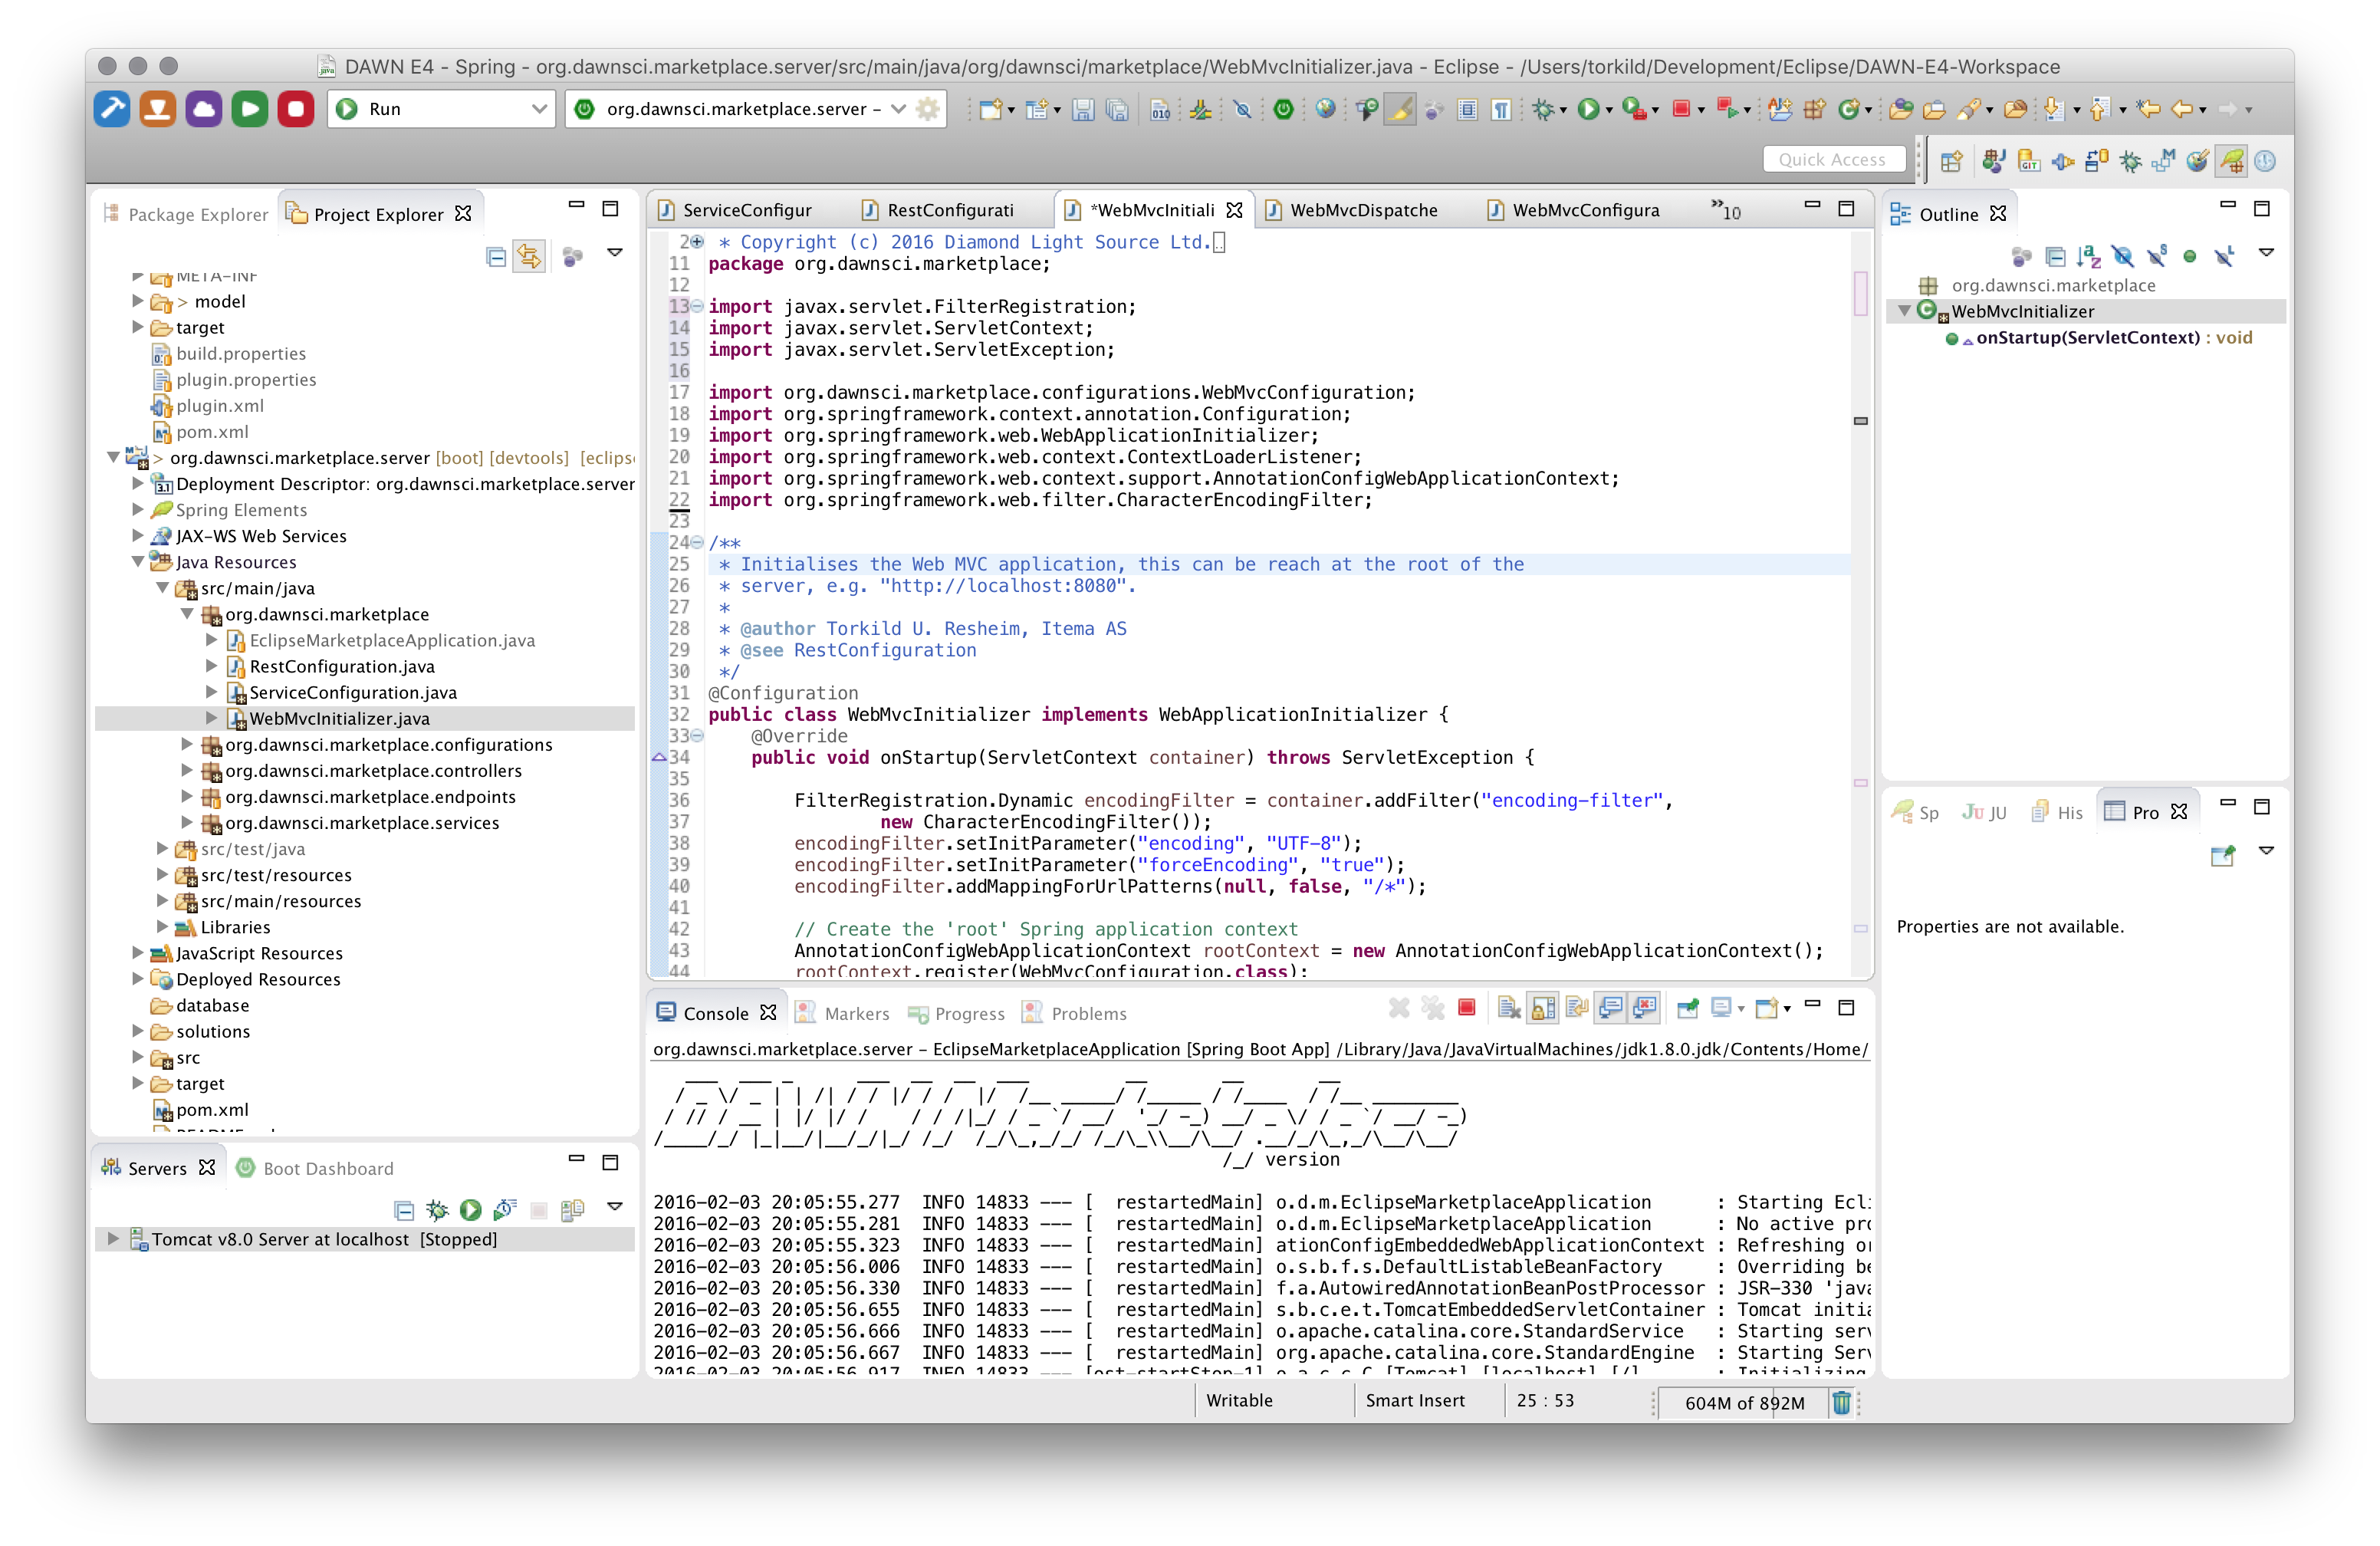 DAWN E4 - Spring - org.dawnsci.marketplace.server/src/main/java/org/dawnsci/marketplace/WebMvcInitializer.java - Eclipse - /Users/torkild/Development/Eclipse/DAWN-E4-Workspace
Run
org.dawnsci.marketplace.server -
Quick Access
Package Explorer
Project Explorer
META-INF
> model
target
build.properties
plugin.properties
plugin.xml
pom.xml
> org.dawnsci.marketplace.server [boot] [devtools] [eclips
Deployment Descriptor: org.dawnsci.marketplace.server
Spring Elements
JAX-WS Web Services
Java Resources
src/main/java
org.dawnsci.marketplace
EclipseMarketplaceApplication.java
RestConfiguration.java
ServiceConfiguration.java
WebMvcInitializer.java
org.dawnsci.marketplace.configurations
org.dawnsci.marketplace.controllers
org.dawnsci.marketplace.endpoints
org.dawnsci.marketplace.services
src/test/java
src/test/resources
src/main/resources
Libraries
JavaScript Resources
Deployed Resources
database
solutions
src
target
pom.xml
Servers
Boot Dashboard
Tomcat v8.0 Server at localhost [Stopped]
ServiceConfigur
RestConfigurati
*WebMvcInitiali
WebMvcDispatche
WebMvcConfigura
»10
2 * Copyright (c) 2016 Diamond Light Source Ltd.
11 package org.dawnsci.marketplace;
12
13 import javax.servlet.FilterRegistration;
14 import javax.servlet.ServletContext;
15 import javax.servlet.ServletException;
16
17 import org.dawnsci.marketplace.configurations.WebMvcConfiguration;
18 import org.springframework.context.annotation.Configuration;
19 import org.springframework.web.WebApplicationInitializer;
20 import org.springframework.web.context.ContextLoaderListener;
21 import org.springframework.web.context.support.AnnotationConfigWebApplicationContext;
22 import org.springframework.web.filter.CharacterEncodingFilter;
23
24 /**
25 * Initialises the Web MVC application, this can be reach at the root of the
26 * server, e.g. "http://localhost:8080".
27 *
28 * @author Torkild U. Resheim, Itema AS
29 * @see RestConfiguration
30 */
31 @Configuration
32 public class WebMvcInitializer implements WebApplicationInitializer {
33 @Override
34 public void onStartup(ServletContext container) throws ServletException {
35
36 FilterRegistration.Dynamic encodingFilter = container.addFilter("encoding-filter",
37 new CharacterEncodingFilter());
38 encodingFilter.setInitParameter("encoding", "UTF-8");
39 encodingFilter.setInitParameter("forceEncoding", "true");
40 encodingFilter.addMappingForUrlPatterns(null, false, "/*");
41
42 // Create the 'root' Spring application context
43 AnnotationConfigWebApplicationContext rootContext = new AnnotationConfigWebApplicationContext();
44 rootContext.register(WebMvcConfiguration.class);
Console
Markers
Progress
Problems
org.dawnsci.marketplace.server - EclipseMarketplaceApplication [Spring Boot App] /Library/Java/JavaVirtualMachines/jdk1.8.0.jdk/Contents/Home/
/_/ version
2016-02-03 20:05:55.277 INFO 14833 --- [ restartedMain] o.d.m.EclipseMarketplaceApplication : Starting Ecli
2016-02-03 20:05:55.281 INFO 14833 --- [ restartedMain] o.d.m.EclipseMarketplaceApplication : No active pro
2016-02-03 20:05:55.323 INFO 14833 --- [ restartedMain] ationConfigEmbeddedWebApplicationContext : Refreshing or
2016-02-03 20:05:56.006 INFO 14833 --- [ restartedMain] o.s.b.f.s.DefaultListableBeanFactory : Overriding be
2016-02-03 20:05:56.330 INFO 14833 --- [ restartedMain] f.a.AutowiredAnnotationBeanPostProcessor : JSR-330 'java
2016-02-03 20:05:56.655 INFO 14833 --- [ restartedMain] s.b.c.e.t.TomcatEmbeddedServletContainer : Tomcat initia
2016-02-03 20:05:56.666 INFO 14833 --- [ restartedMain] o.apache.catalina.core.StandardService : Starting serv
2016-02-03 20:05:56.667 INFO 14833 --- [ restartedMain] org.apache.catalina.core.StandardEngine : Starting Serv
2016-02-03 20:05:56.917 INFO 14833 --- [ost-startStop-1] o.a.c.c.C.[Tomcat].[localhost].[/] : Initializing
Outline
org.dawnsci.marketplace
WebMvcInitializer
onStartup(ServletContext) : void
Sp
JU
His
Pro
Properties are not available.
Writable
Smart Insert
25 : 53
604M of 892M